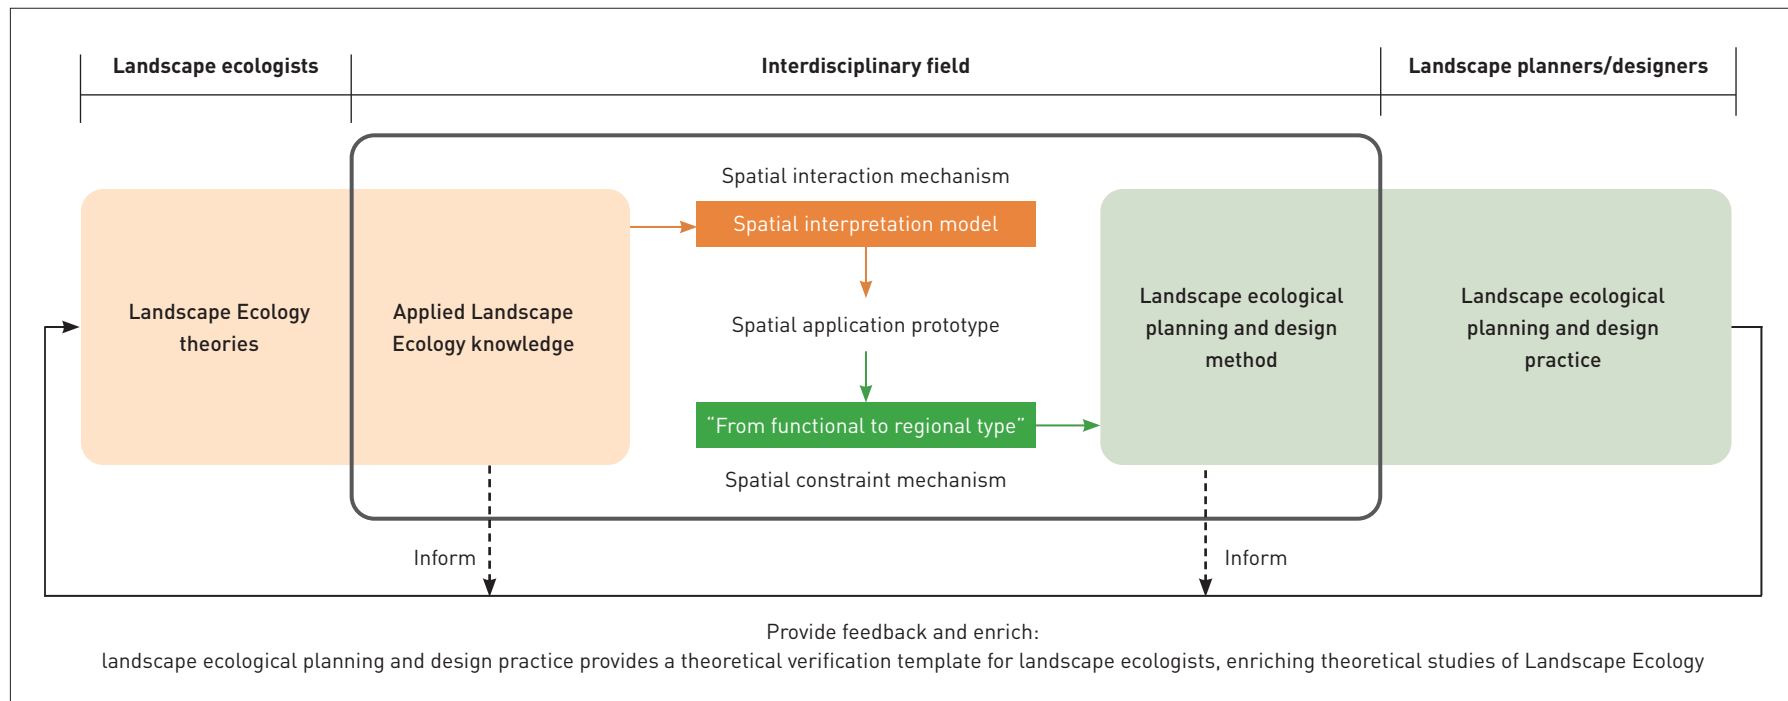 Landscape ecologists
Interdisciplinary field
Landscape planners/designers
Spatial interaction mechanism
Spatial interpretation model
Landscape Ecology
theories
Applied Landscape
Ecology knowledge
Spatial application prototype
Landscape ecological
planning and design
method
Landscape ecological
planning and design
practice
“From functional to regional type”
Spatial constraint mechanism
Inform
Inform
Provide feedback and enrich:
landscape ecological planning and design practice provides a theoretical verification template for landscape ecologists, enriching theoretical studies of Landscape Ecology